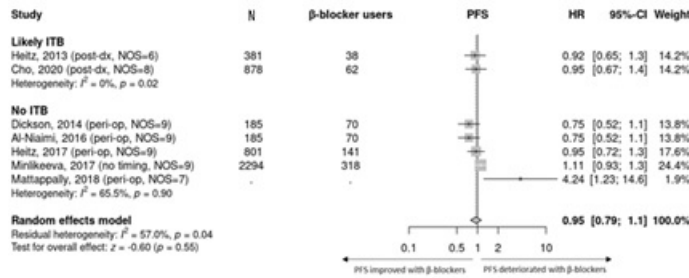 Study N β-blocker users PFS HR 95%-CI Weight
Likely ITB
Heitz, 2013 (post-dx, NOS=6) 381 38 0.92 [0.65; 1.3] 14.2%
Cho, 2020 (post-dx, NOS=8) 878 62 0.95 [0.67; 1.4] 14.2%
Heterogeneity: I² = 0%, p = 0.02
No ITB
Dickson, 2014 (peri-op, NOS=9) 185 70 0.75 [0.52; 1.1] 13.8%
Al-Niaimi, 2016 (peri-op, NOS=9) 185 70 0.75 [0.52; 1.1] 13.8%
Heitz, 2017 (peri-op, NOS=9) 801 141 0.95 [0.72; 1.3] 17.6%
Minlikeeva, 2017 (no timing, NOS=9) 2294 318 1.11 [0.93; 1.3] 24.4%
Mattappally, 2018 (peri-op, NOS=7) . . 4.24 [1.23; 14.6] 1.9%
Heterogeneity: I² = 65.5%, p = 0.90
Random effects model 0.95 [0.79; 1.1] 100.0%
Residual heterogeneity: I² = 57.0%, p = 0.04
Test for overall effect: z = -0.60 (p = 0.55)
0.1 0.5 1 2 10
PFS improved with β-blockers PFS deteriorated with β-blockers